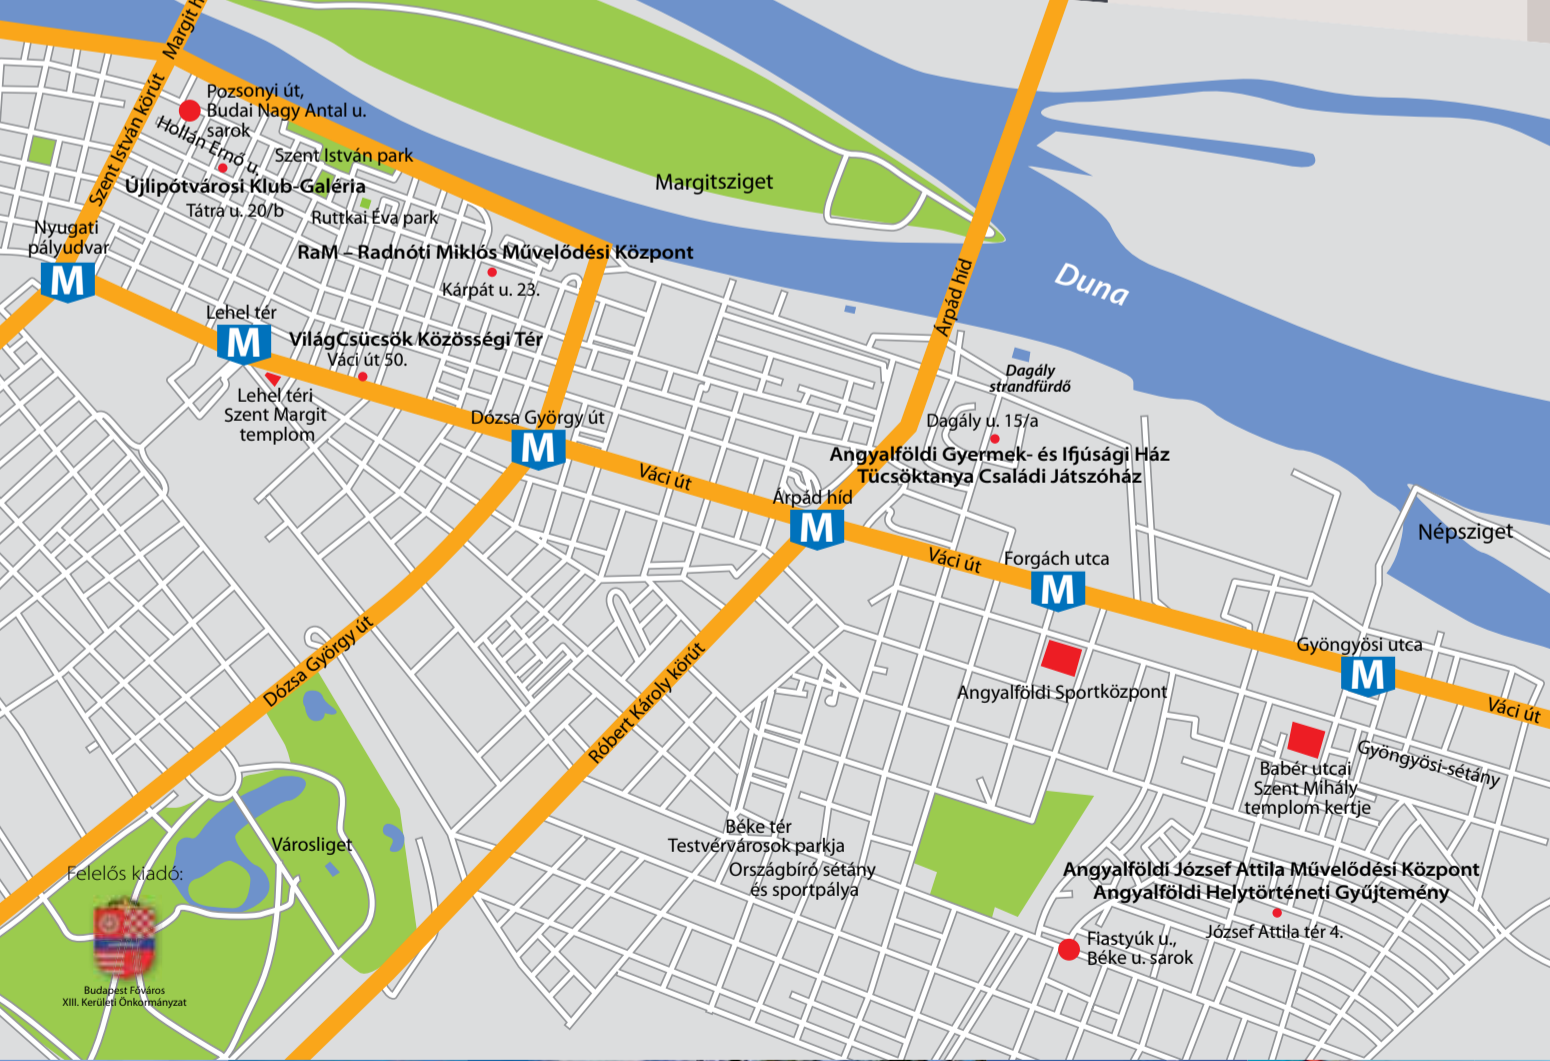 Margit h
Szent István körút
Pozsonyi út,
Budai Nagy Antal u.
sarok
Hollán Ernő u.
Szent István park
Újlipótvárosi Klub-Galéria
Tátra u. 20/b
Ruttkai Éva park
Nyugati
pályudvar
M
RaM – Radnóti Miklós Művelődési Központ
Kárpát u. 23.
Margitsziget
Duna
Árpád híd
Lehel tér
M
VilágCsücsök Közösségi Tér
Váci út 50.
Lehel téri
Szent Margit
templom
Dagály
strandfürdő
Dagály u. 15/a
Angyalföldi Gyermek- és Ifjúsági Ház
Tücsöktanya Családi Játszóház
Dózsa György út
M
Váci út
Árpád híd
M
Váci út
Forgách utca
M
Népsziget
Gyöngyösi utca
M
Váci út
Dózsa György út
Róbert Károly körút
Angyalföldi Sportközpont
Gyöngyösi-sétány
Babér utcai
Szent Mihály
templom kertje
Városliget
Béke tér
Testvérvárosok parkja
Országbíró sétány
és sportpálya
Angyalföldi József Attila Művelődési Központ
Angyalföldi Helytörténeti Gyűjtemény
József Attila tér 4.
Fiastyúk u.,
Béke u. sarok
Felelős kiadó:
Budapest Főváros
XIII. Kerületi Önkormányzat